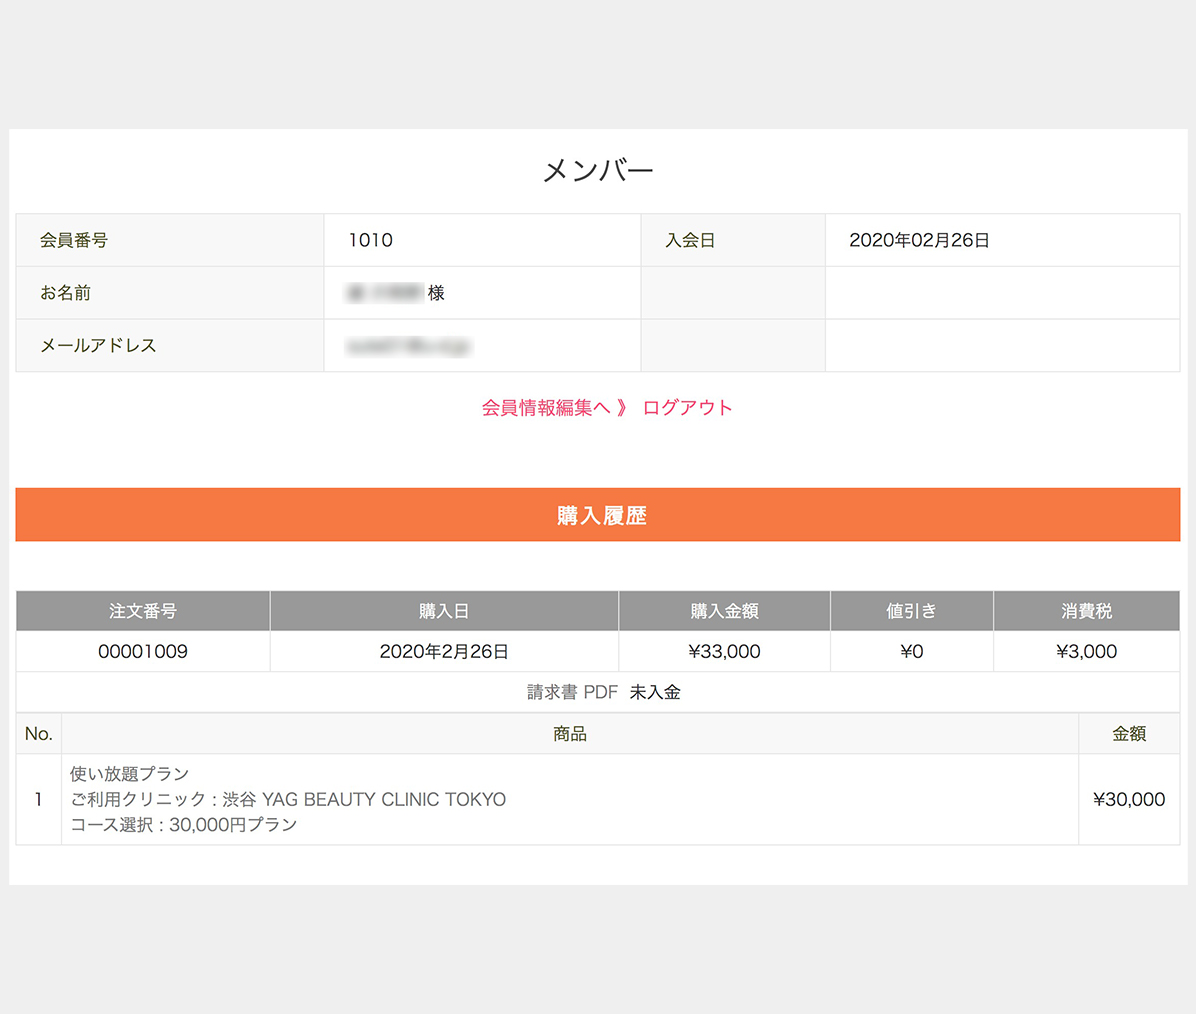 メンバー
会員番号 1010 入会日 2020年02月26日
お名前 様
メールアドレス
会員情報編集へ 》 ログアウト
購入履歴
注文番号 購入日 購入金額 値引き 消費税
00001009 2020年2月26日 ¥33,000 ¥0 ¥3,000
請求書 PDF 未入金
No. 商品 金額
1 使い放題プラン
ご利用クリニック : 渋谷 YAG BEAUTY CLINIC TOKYO ¥30,000
コース選択 : 30,000円プラン